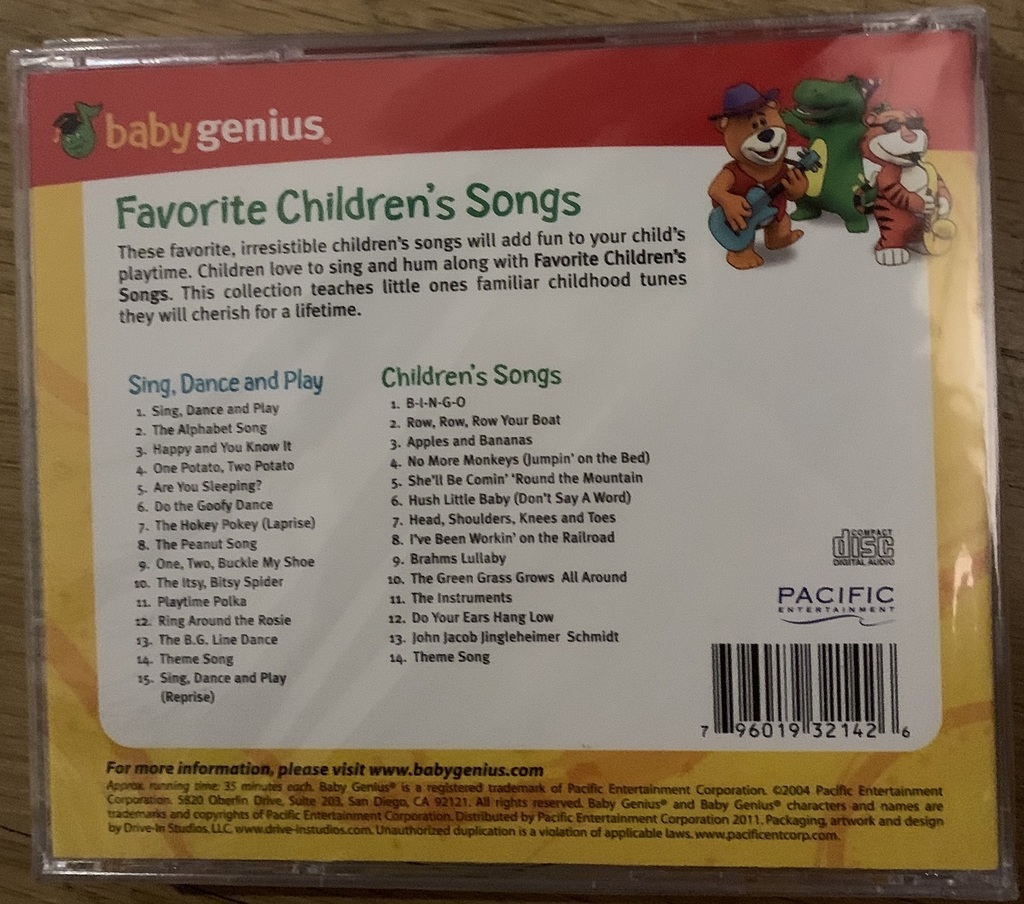 baby genius®
Favorite Children's Songs
These favorite, irresistible children's songs will add fun to your child's
playtime. Children love to sing and hum along with Favorite Children's
Songs. This collection teaches little ones familiar childhood tunes
they will cherish for a lifetime.
Sing, Dance and Play
1. Sing, Dance and Play
2. The Alphabet Song
3. Happy and You Know It
4. One Potato, Two Potato
5. Are You Sleeping?
6. Do the Goofy Dance
7. The Hokey Pokey (Laprise)
8. The Peanut Song
9. One, Two, Buckle My Shoe
10. The Itsy, Bitsy Spider
11. Playtime Polka
12. Ring Around the Rosie
13. The B.G. Line Dance
14. Theme Song
15. Sing, Dance and Play
(Reprise)
Children's Songs
1. B-I-N-G-O
2. Row, Row, Row Your Boat
3. Apples and Bananas
4. No More Monkeys (Jumpin' on the Bed)
5. She'll Be Comin' 'Round the Mountain
6. Hush Little Baby (Don't Say A Word)
7. Head, Shoulders, Knees and Toes
8. I've Been Workin' on the Railroad
9. Brahms Lullaby
10. The Green Grass Grows All Around
11. The Instruments
12. Do Your Ears Hang Low
13. John Jacob Jingleheimer Schmidt
14. Theme Song
COMPACT
disc
DIGITAL AUDIO
PACIFIC
ENTERTAINMENT
7 96019 32142 6
For more information, please visit www.babygenius.com
Approx. running time: 35 minutes each. Baby Genius® is a registered trademark of Pacific Entertainment Corporation. ©2004 Pacific Entertainment
Corporation. 5820 Oberlin Drive, Suite 203, San Diego, CA 92121. All rights reserved. Baby Genius® and Baby Genius® characters and names are
trademarks and copyrights of Pacific Entertainment Corporation. Distributed by Pacific Entertainment Corporation 2011. Packaging, artwork and design
by Drive-In Studios, LLC. www.drive-instudios.com. Unauthorized duplication is a violation of applicable laws. www.pacificentcorp.com.